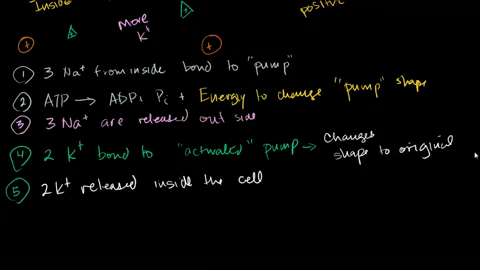 Inside
more
K+
positive
+
+
1 3 Na+ from inside bond to "pump"
2 ATP → ADP, Pi + Energy to change "pump" shape
3 3 Na+ are released out side
4 2 K+ bond to "activated" pump → changes
shape to original
5 2 K+ released inside the cell